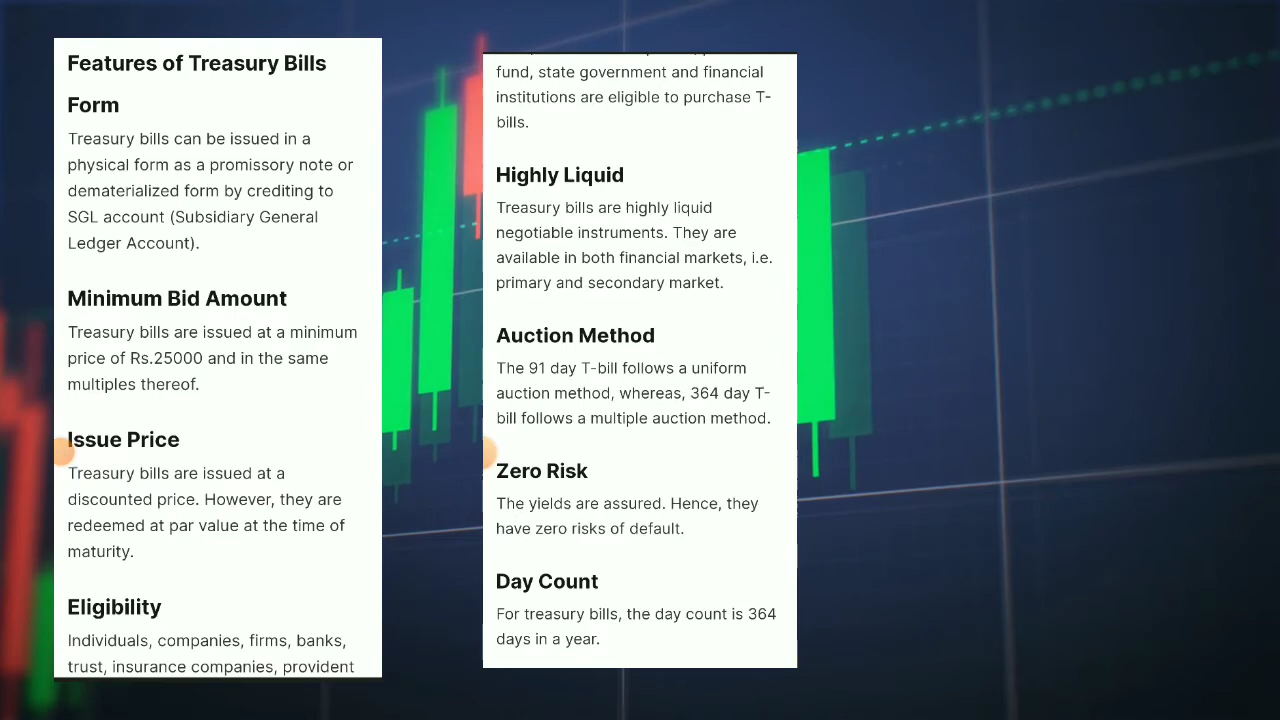 Features of Treasury Bills
Form
Treasury bills can be issued in a
physical form as a promissory note or
dematerialized form by crediting to
SGL account (Subsidiary General
Ledger Account).
Minimum Bid Amount
Treasury bills are issued at a minimum
price of Rs.25000 and in the same
multiples thereof.
Issue Price
Treasury bills are issued at a
discounted price. However, they are
redeemed at par value at the time of
maturity.
Eligibility
Individuals, companies, firms, banks,
trust, insurance companies, provident
fund, state government and financial
institutions are eligible to purchase T-
bills.
Highly Liquid
Treasury bills are highly liquid
negotiable instruments. They are
available in both financial markets, i.e.
primary and secondary market.
Auction Method
The 91 day T-bill follows a uniform
auction method, whereas, 364 day T-
bill follows a multiple auction method.
Zero Risk
The yields are assured. Hence, they
have zero risks of default.
Day Count
For treasury bills, the day count is 364
days in a year.